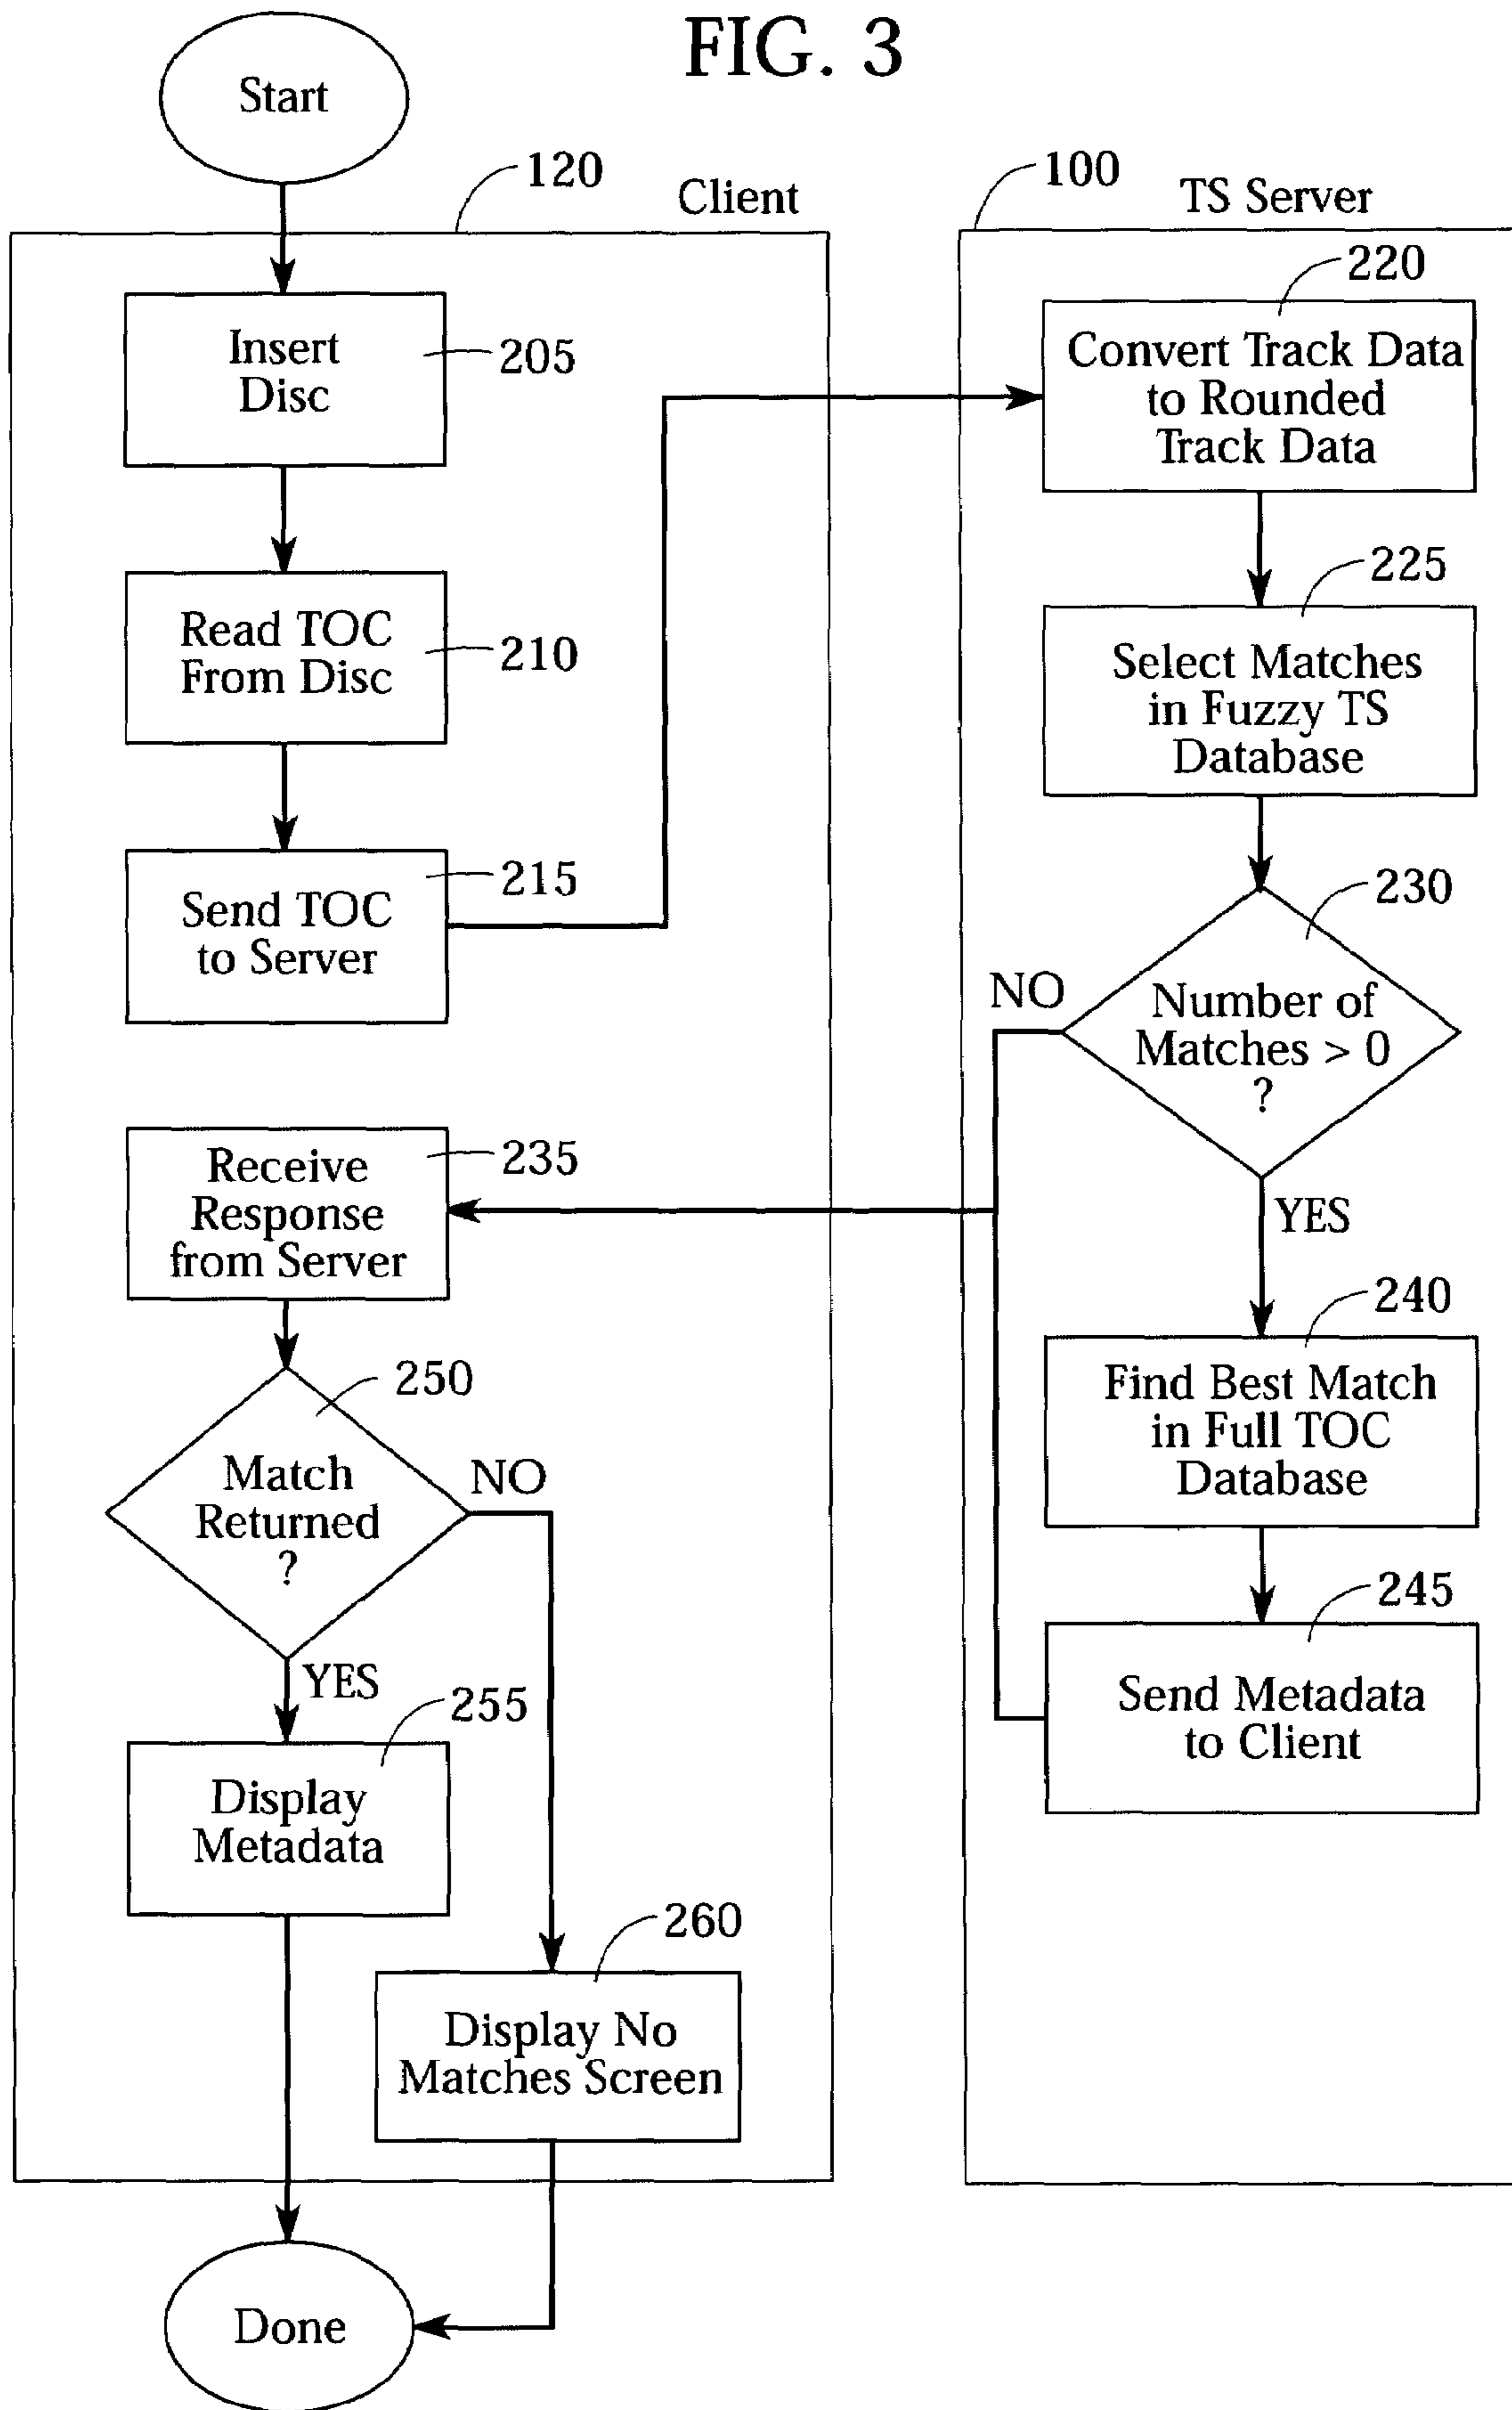 FIG. 3
Start
120
Client
100
TS Server
Insert
Disc
205
Read TOC
From Disc
210
Send TOC
to Server
215
220
Convert Track Data
to Rounded
Track Data
225
Select Matches
in Fuzzy TS
Database
230
Number of
Matches > 0
?
NO
YES
Receive
Response
from Server
235
240
Find Best Match
in Full TOC
Database
245
Send Metadata
to Client
250
Match
Returned
?
NO
YES
255
Display
Metadata
260
Display No
Matches Screen
Done